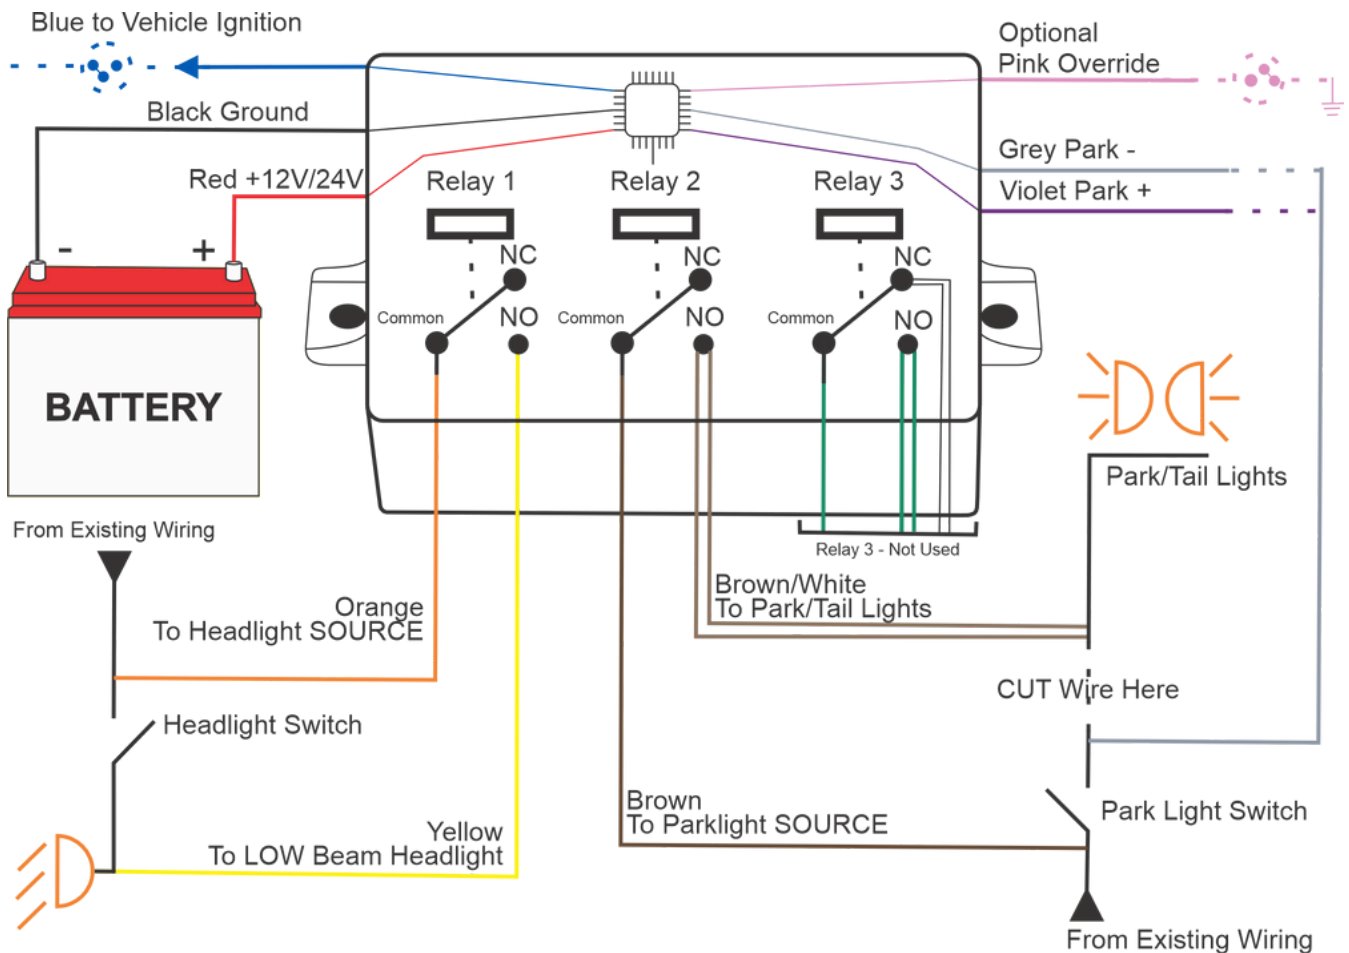 Blue to Vehicle Ignition
Optional
Pink Override
Black Ground
Grey Park -
Red +12V/24V
Relay 1
Relay 2
Relay 3
Violet Park +
-
+
NC
NC
NC
Common
NO
Common
NO
Common
NO
BATTERY
Park/Tail Lights
From Existing Wiring
Relay 3 - Not Used
Brown/White
To Park/Tail Lights
Orange
To Headlight SOURCE
CUT Wire Here
Headlight Switch
Brown
To Parklight SOURCE
Park Light Switch
Yellow
To LOW Beam Headlight
From Existing Wiring